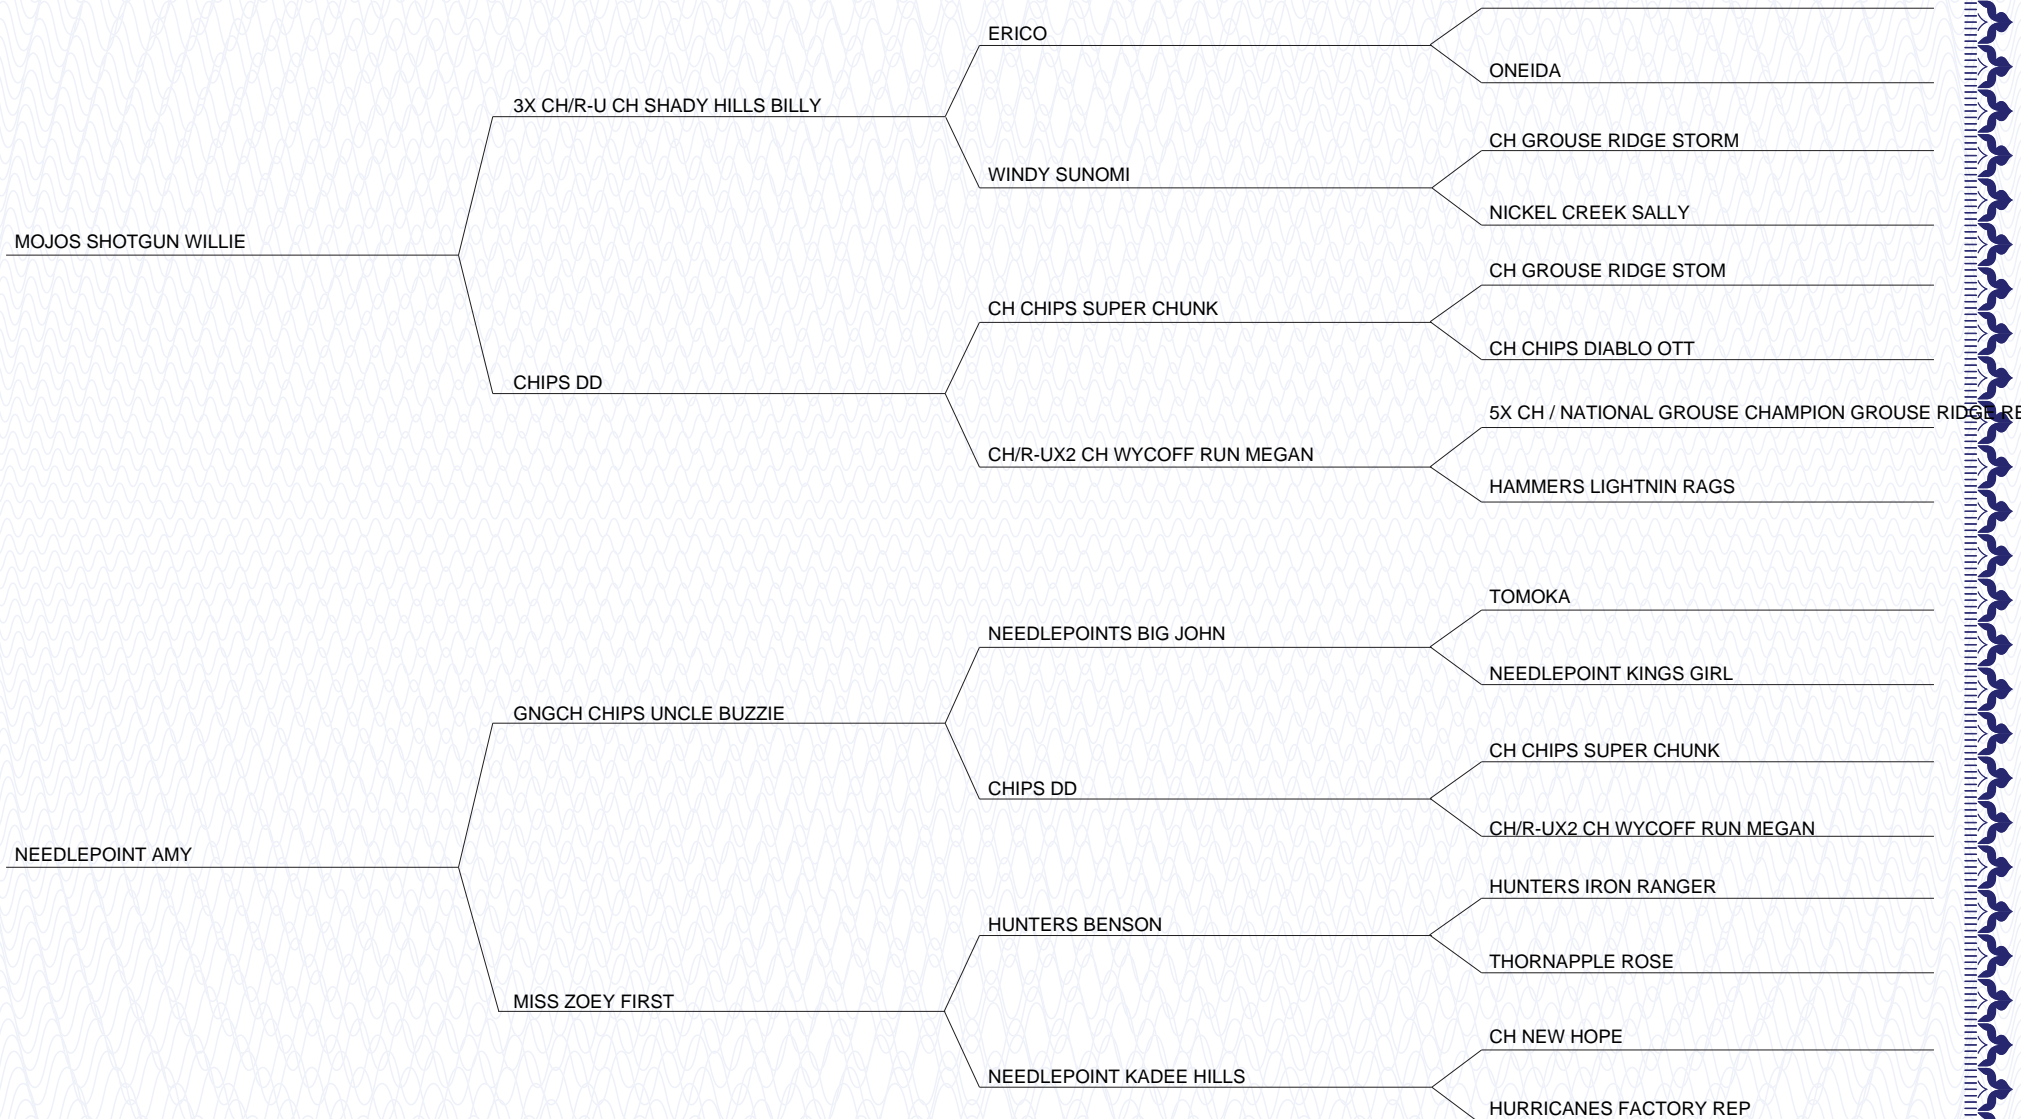 ERICO
ONEIDA
3X CH/R-U CH SHADY HILLS BILLY
CH GROUSE RIDGE STORM
WINDY SUNOMI
NICKEL CREEK SALLY
MOJOS SHOTGUN WILLIE
CH GROUSE RIDGE STOM
CH CHIPS SUPER CHUNK
CH CHIPS DIABLO OTT
CHIPS DD
5X CH / NATIONAL GROUSE CHAMPION GROUSE RIDGE RE
CH/R-UX2 CH WYCOFF RUN MEGAN
HAMMERS LIGHTNIN RAGS
TOMOKA
NEEDLEPOINTS BIG JOHN
NEEDLEPOINT KINGS GIRL
GNGCH CHIPS UNCLE BUZZIE
CH CHIPS SUPER CHUNK
CHIPS DD
CH/R-UX2 CH WYCOFF RUN MEGAN
NEEDLEPOINT AMY
HUNTERS IRON RANGER
HUNTERS BENSON
THORNAPPLE ROSE
MISS ZOEY FIRST
CH NEW HOPE
NEEDLEPOINT KADEE HILLS
HURRICANES FACTORY REP